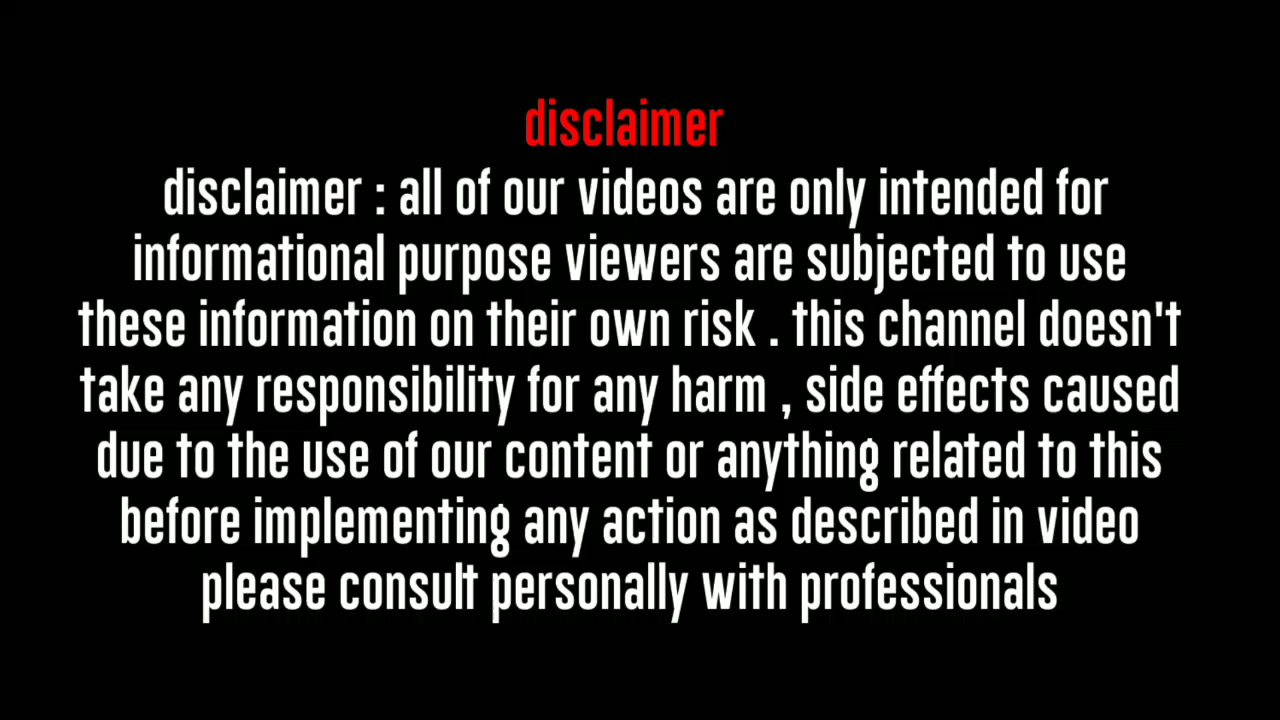 disclaimer
disclaimer : all of our videos are only intended for
informational purpose viewers are subjected to use
these information on their own risk . this channel doesn't
take any responsibility for any harm , side effects caused
due to the use of our content or anything related to this
before implementing any action as described in video
please consult personally with professionals